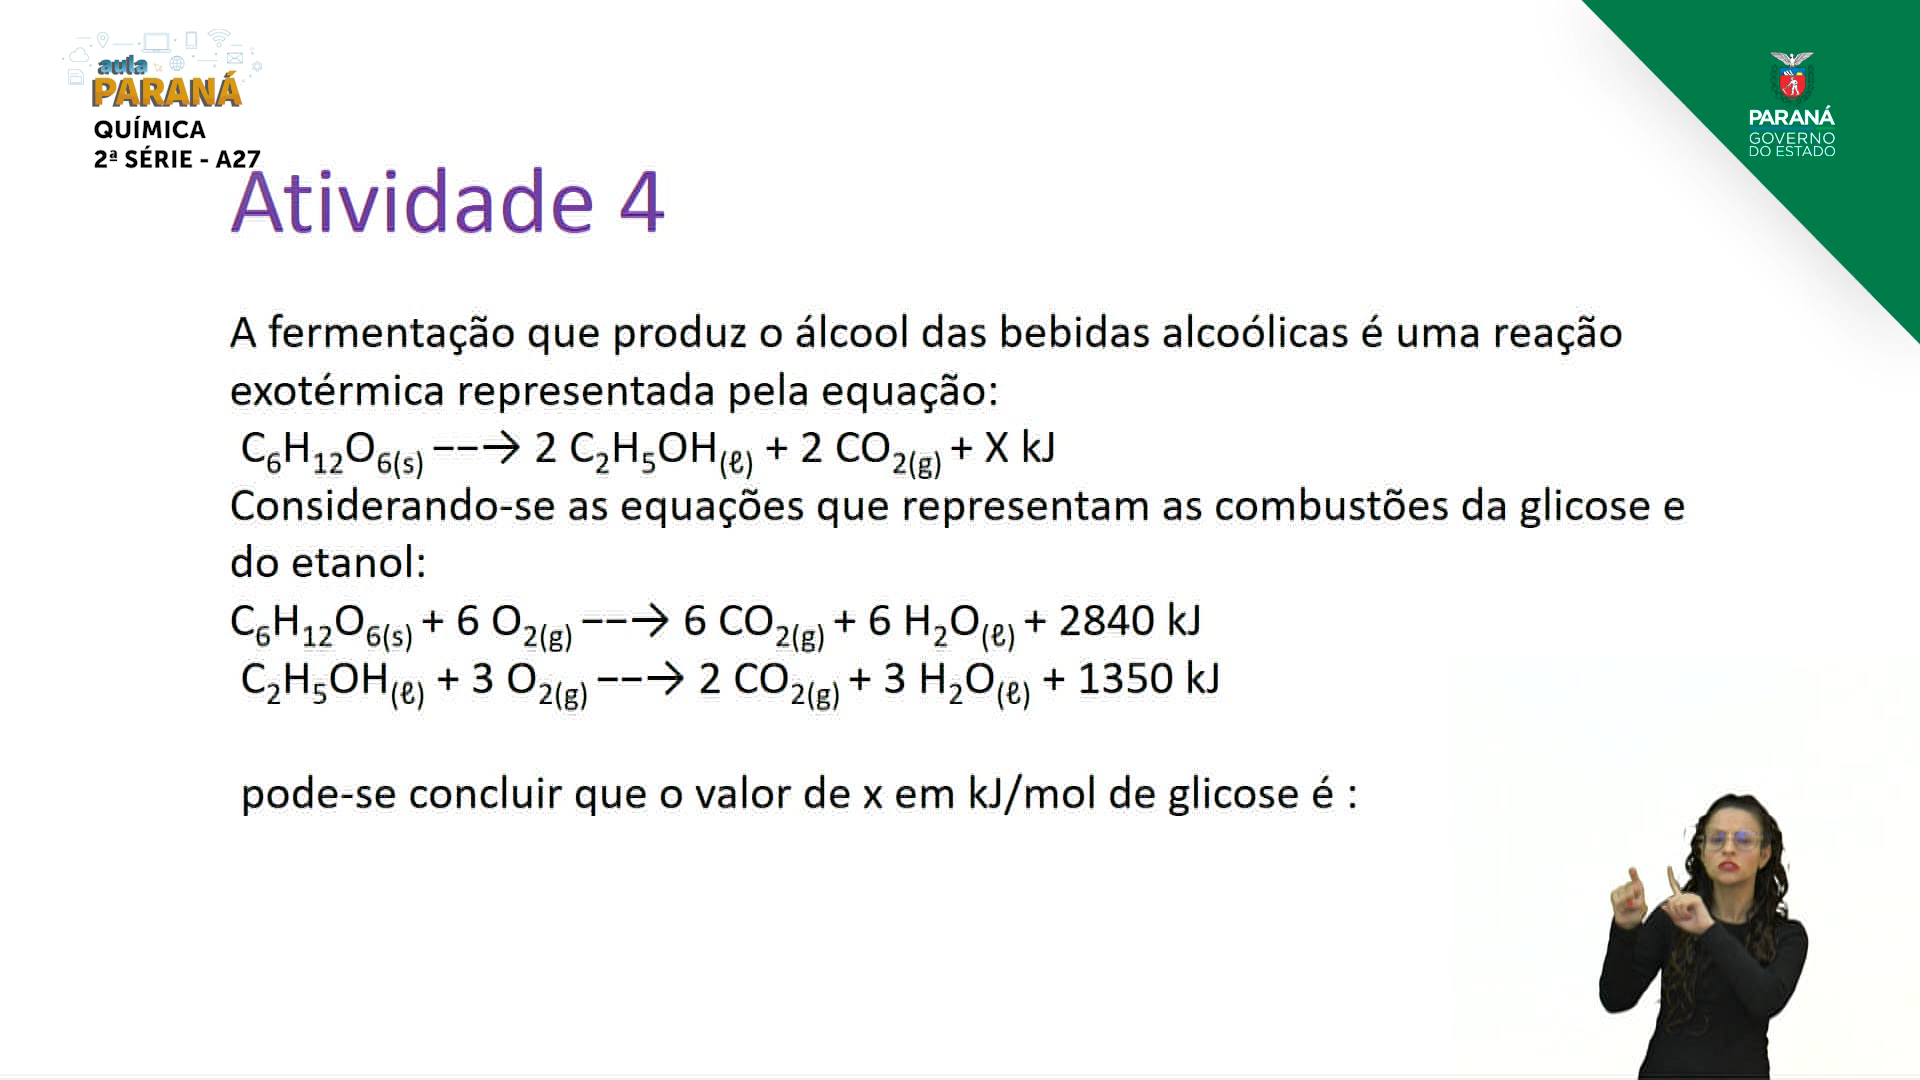 aula
PARANÁ
QUÍMICA
2ª SÉRIE - A27
PARANÁ
GOVERNO
DO ESTADO
Atividade 4
A fermentação que produz o álcool das bebidas alcoólicas é uma reação
exotérmica representada pela equação:
C₆H₁₂O₆(s) −−→ 2 C₂H₅OH(ℓ) + 2 CO₂(g) + X kJ
Considerando-se as equações que representam as combustões da glicose e
do etanol:
C₆H₁₂O₆(s) + 6 O₂(g) −−→ 6 CO₂(g) + 6 H₂O(ℓ) + 2840 kJ
C₂H₅OH(ℓ) + 3 O₂(g) −−→ 2 CO₂(g) + 3 H₂O(ℓ) + 1350 kJ
pode-se concluir que o valor de x em kJ/mol de glicose é :